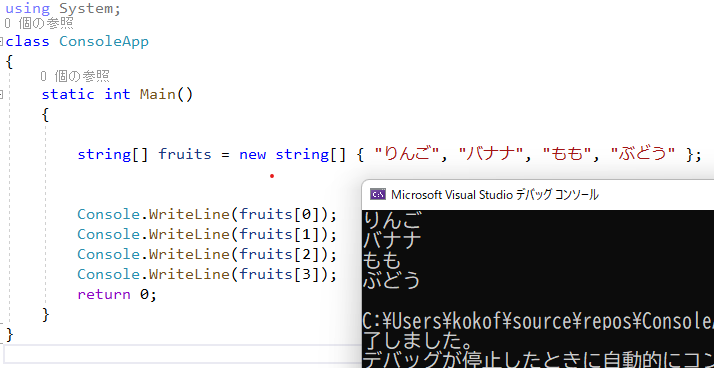 using System;
0 個の参照
class ConsoleApp
{
0 個の参照
static int Main()
{
string[] fruits = new string[] { "りんご", "バナナ", "もも", "ぶどう" };
Console.WriteLine(fruits[0]);
Console.WriteLine(fruits[1]);
Console.WriteLine(fruits[2]);
Console.WriteLine(fruits[3]);
return 0;
}
}
Microsoft Visual Studio デバッグ コンソール
りんご
バナナ
もも
ぶどう
C:¥Users¥kokof¥source¥repos¥Console
了しました。
デバッグが停止したときに自動的にコン